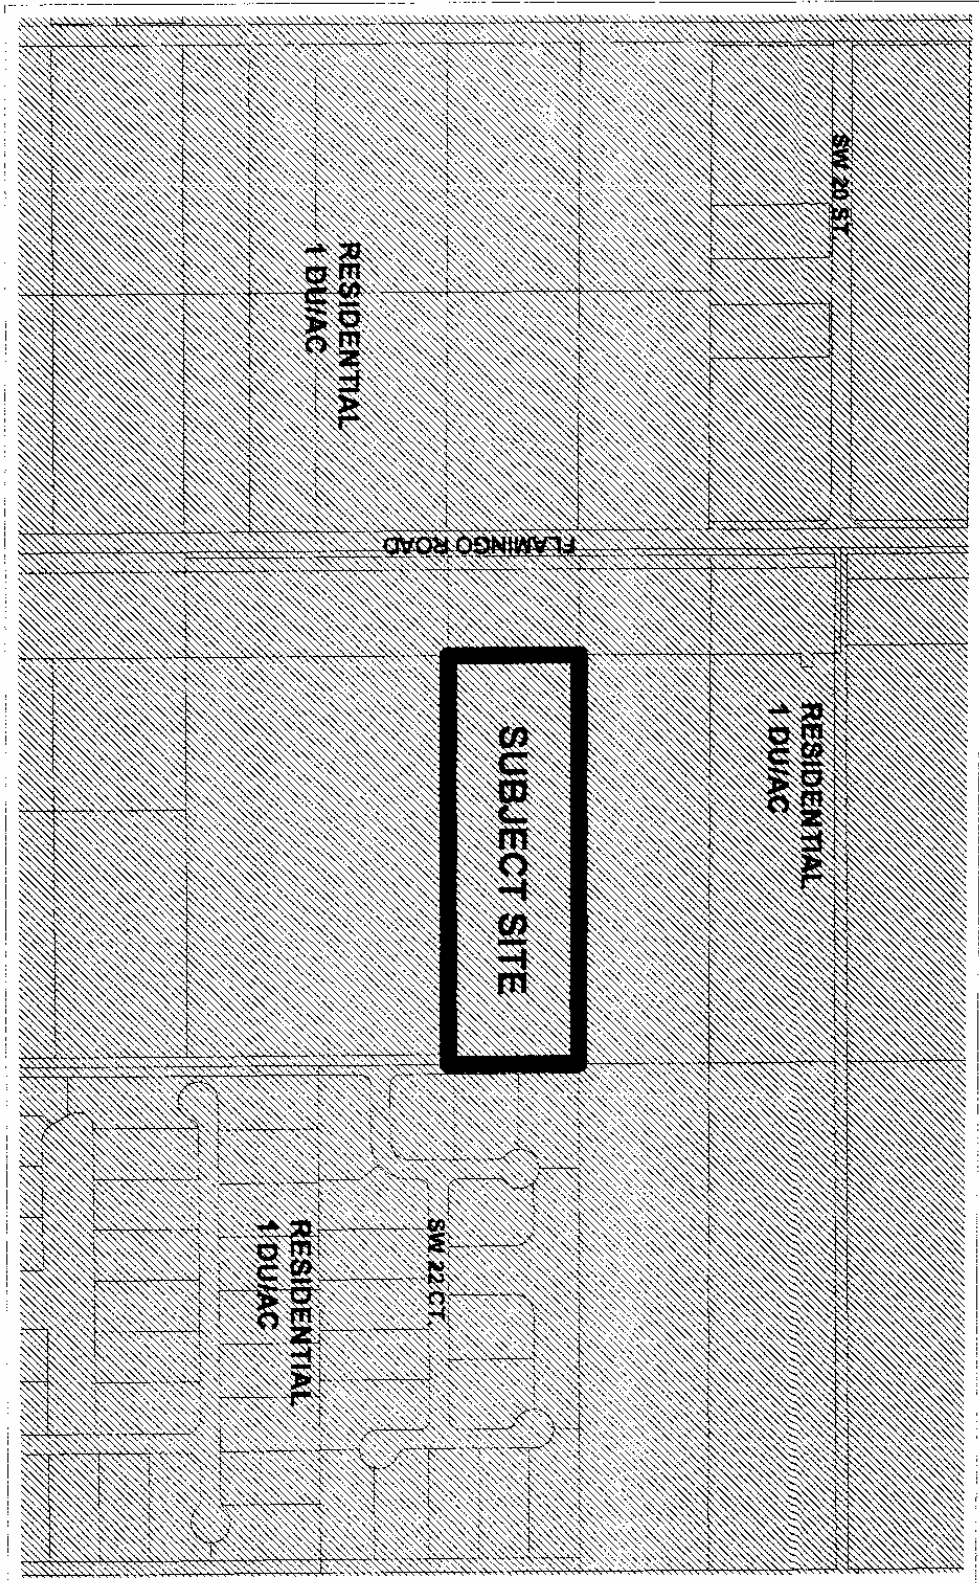 SW 20 ST.
RESIDENTIAL
1 DU/AC
FLAMINGO ROAD
SUBJECT SITE
SW 22 CT.
RESIDENTIAL
1 DU/AC
RESIDENTIAL
1 DU/AC